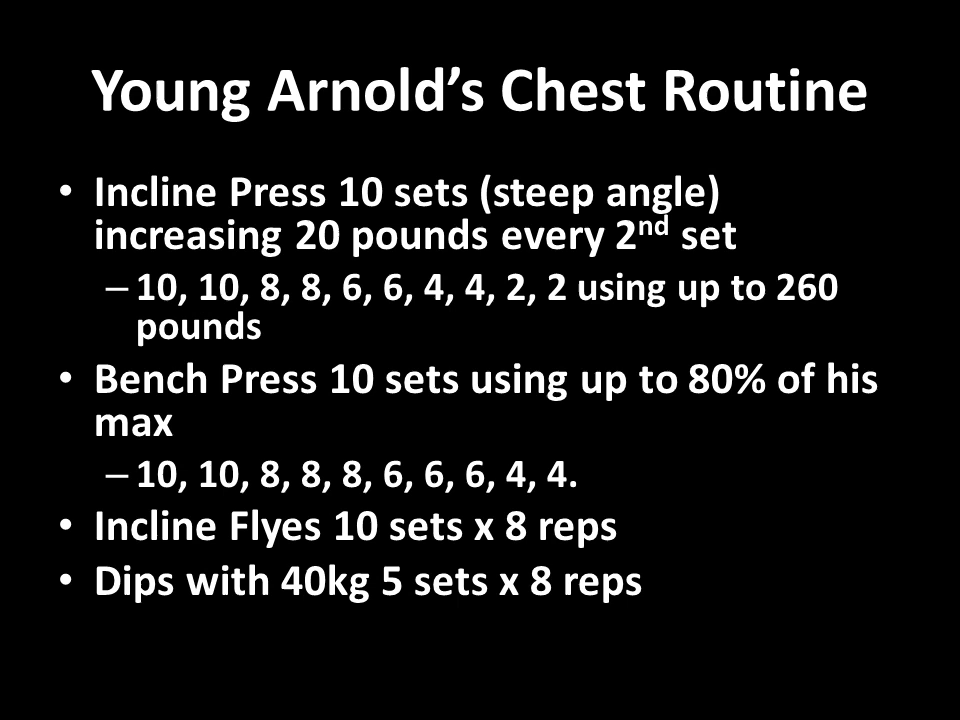 Young Arnold’s Chest Routine
• Incline Press 10 sets (steep angle)
increasing 20 pounds every 2nd set
– 10, 10, 8, 8, 6, 6, 4, 4, 2, 2 using up to 260
pounds
• Bench Press 10 sets using up to 80% of his
max
– 10, 10, 8, 8, 8, 6, 6, 6, 4, 4.
• Incline Flyes 10 sets x 8 reps
• Dips with 40kg 5 sets x 8 reps